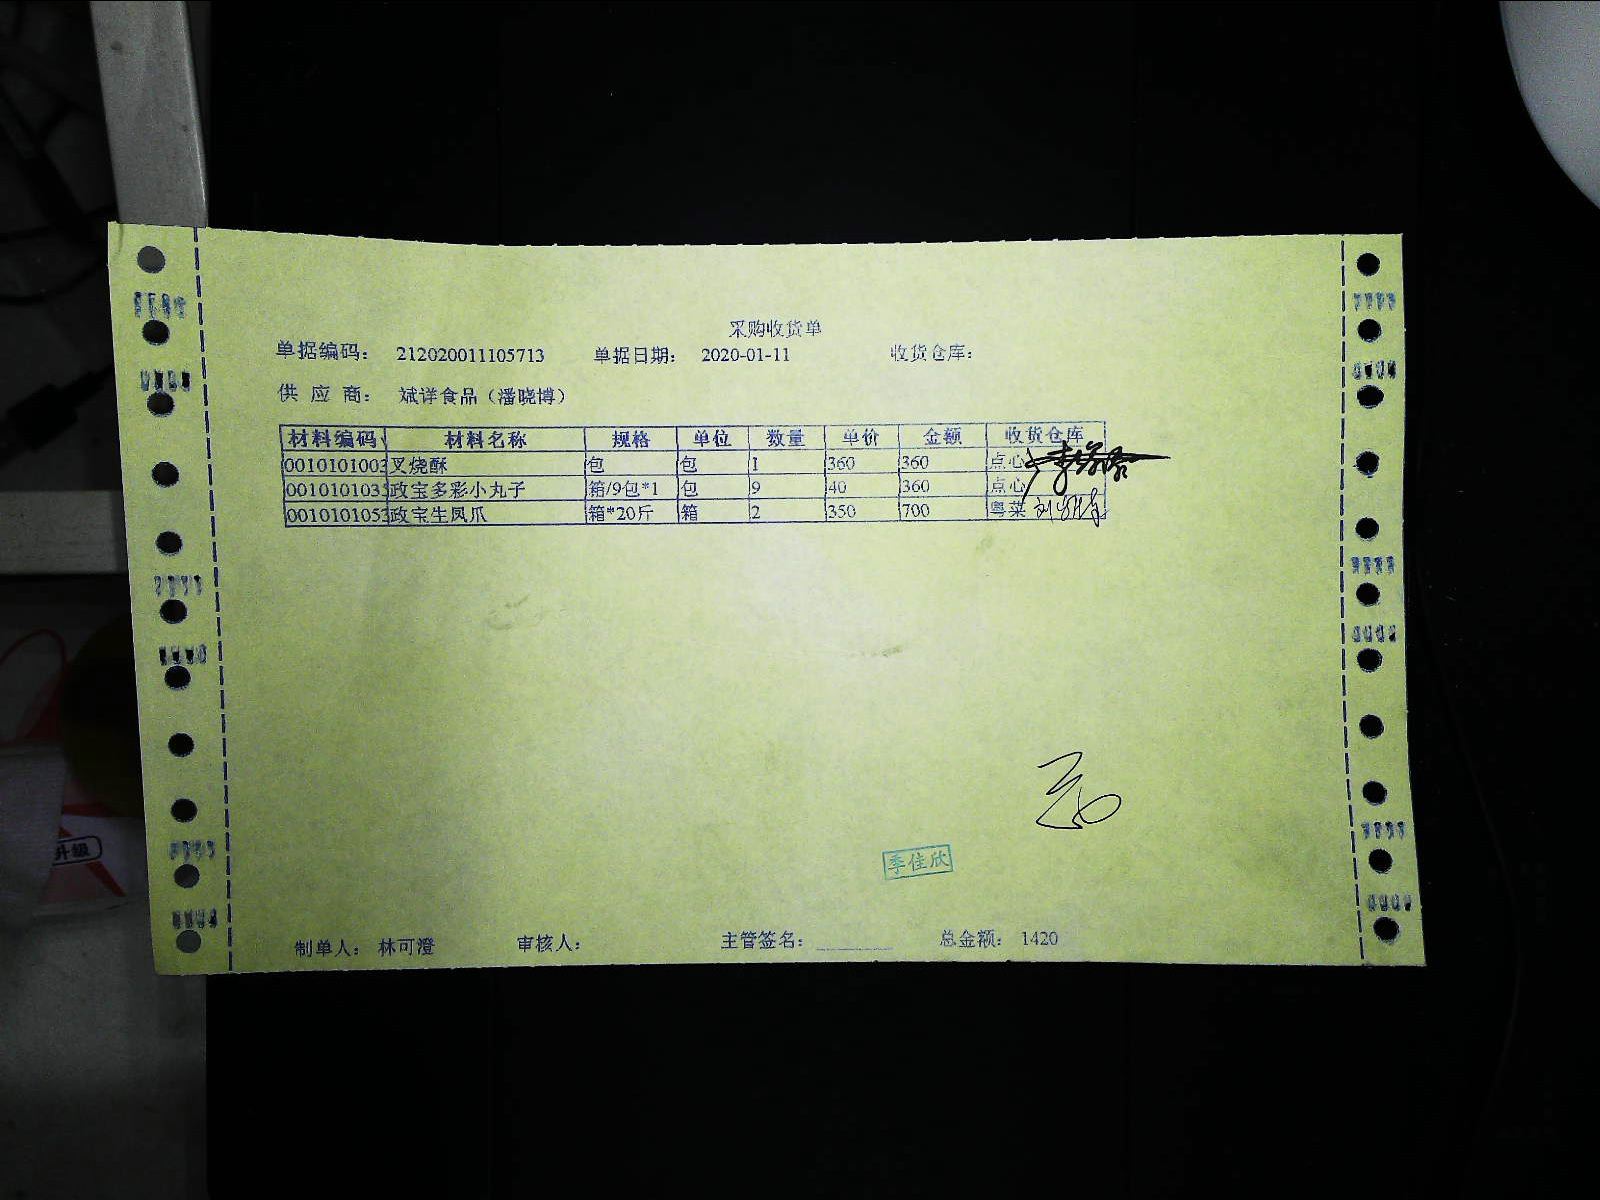 采购收货单
单据编码： 212020011105713 单据日期： 2020-01-11 收货仓库：
供 应 商： 斌详食品（潘晓博）
材料编码 材料名称 规格 单位 数量 单价 金额 收货仓库
0010101003 叉烧酥 包 包 1 360 360 点心
0010101035 政宝多彩小丸子 箱/9包*1 包 9 40 360 点心
0010101053 政宝生凤爪 箱*20斤 箱 2 350 700 粤菜
季佳欣
制单人： 林可澄 审核人： 主管签名： 总金额： 1420
升级